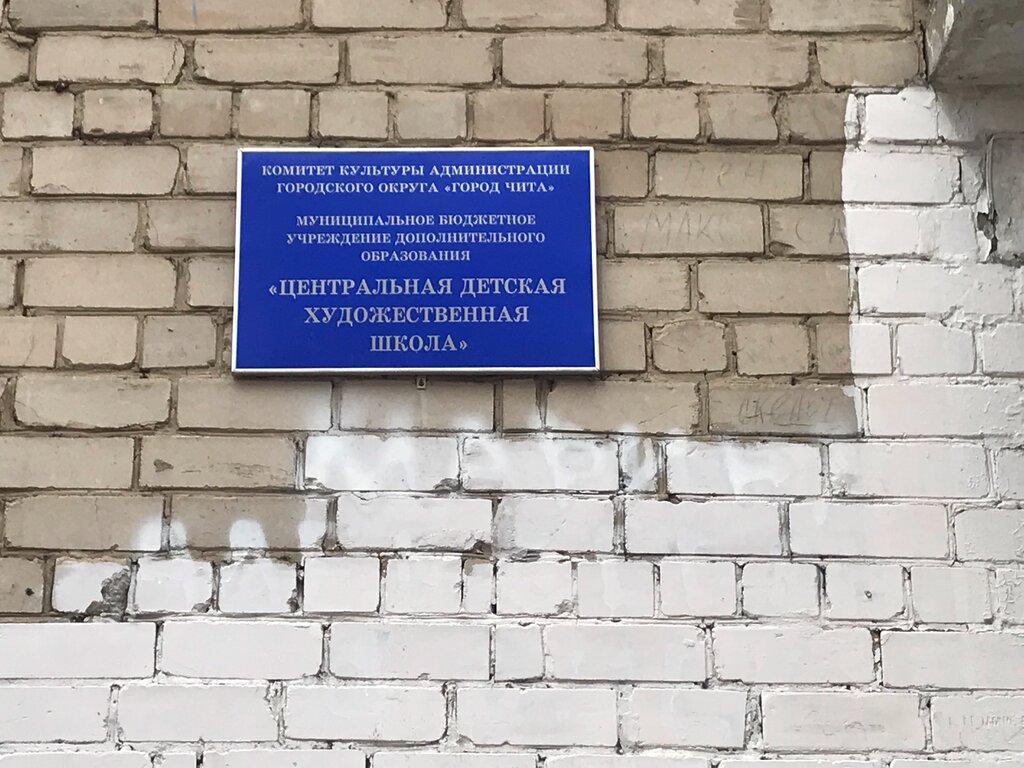 КОМИТЕТ КУЛЬТУРЫ АДМИНИСТРАЦИИ
ГОРОДСКОГО ОКРУГА «ГОРОД ЧИТА»
МУНИЦИПАЛЬНОЕ БЮДЖЕТНОЕ
УЧРЕЖДЕНИЕ ДОПОЛНИТЕЛЬНОГО
ОБРАЗОВАНИЯ
«ЦЕНТРАЛЬНАЯ ДЕТСКАЯ
ХУДОЖЕСТВЕННАЯ
ШКОЛА»